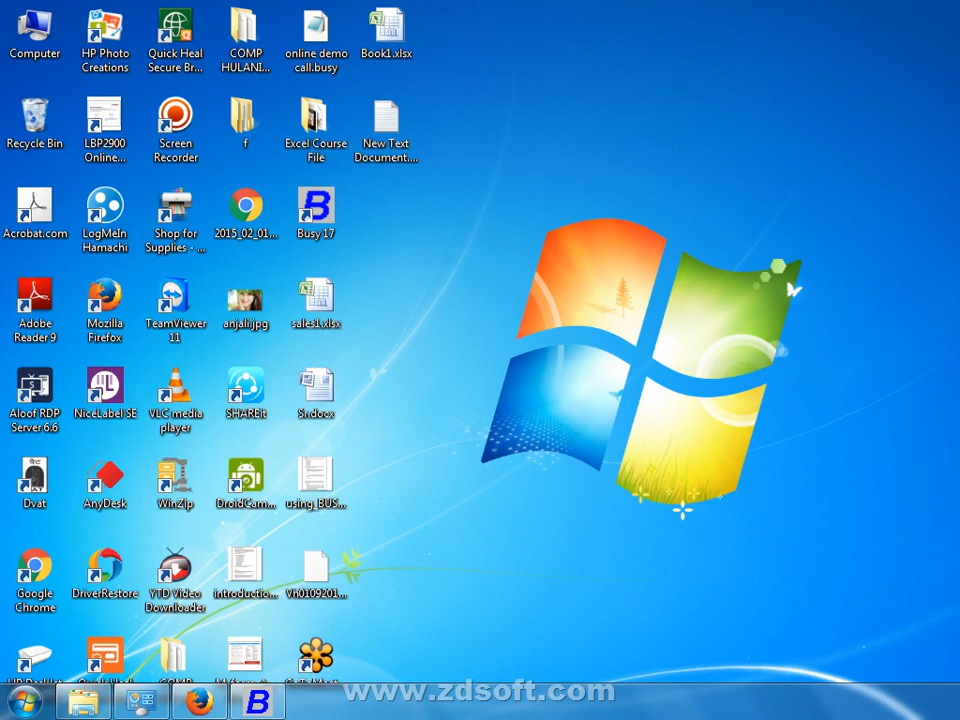 Computer
HP Photo
Creations
Quick Heal
Secure Br...
COMP
HULANI...
online demo
call.busy
Book1.xlsx
Recycle Bin
LBP2900
Online...
Screen
Recorder
f
Excel Course
File
New Text
Document....
Acrobat.com
LogMeIn
Hamachi
Shop for
Supplies - ...
2015_02_01...
Busy 17
Adobe
Reader 9
Mozilla
Firefox
TeamViewer
11
anjali.jpg
sales1.xlsx
Aloof RDP
Server 6.6
NiceLabel SE
VLC media
player
SHAREit
Sr.docx
Dvat
AnyDesk
WinZip
DroidCam...
using_BUS...
Google
Chrome
DriverRestore
YTD Video
Downloader
introductio...
Vh0109201...
COMP
www.zdsoft.com